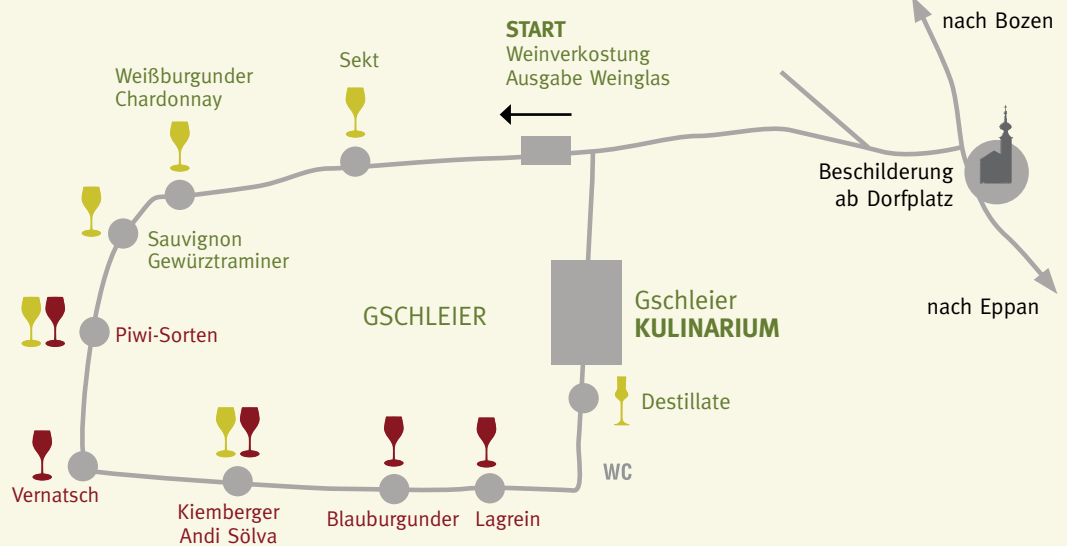 nach Bozen
START
Weinverkostung
Ausgabe Weinglas
Sekt
Weißburgunder
Chardonnay
Beschilderung
ab Dorfplatz
Sauvignon
Gewürztraminer
nach Eppan
GSCHLEIER
Gschleier
KULINARIUM
Piwi-Sorten
Destillate
WC
Vernatsch
Kiemberger
Andi Sölva
Blauburgunder
Lagrein